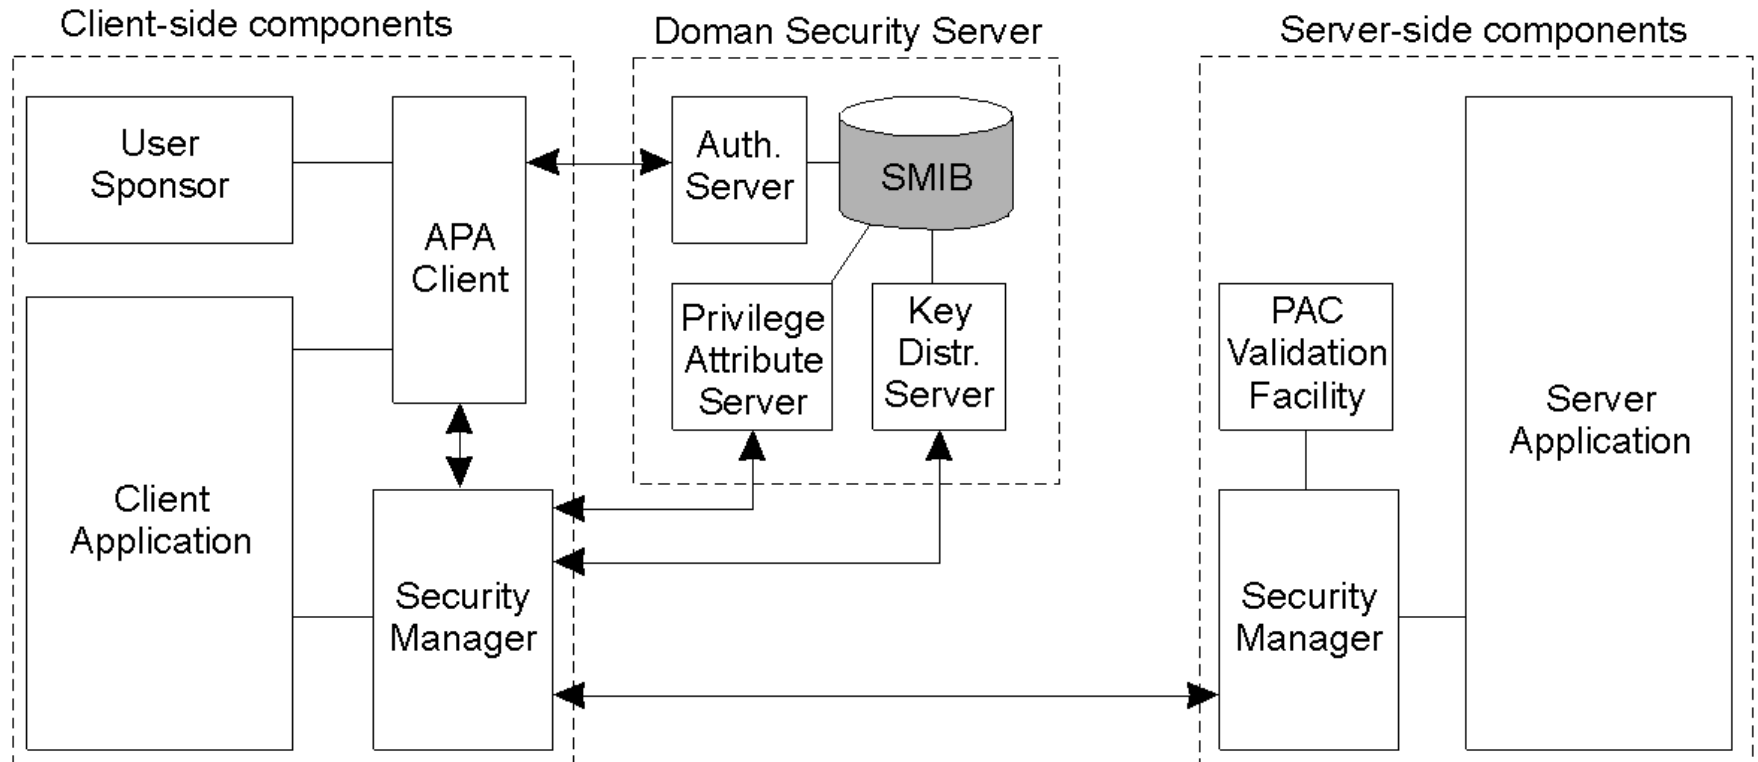 Client-side components
Doman Security Server
Server-side components
User
Sponsor
APA
Client
Auth.
Server
SMIB
Privilege
Attribute
Server
Key
Distr.
Server
PAC
Validation
Facility
Server
Application
Client
Application
Security
Manager
Security
Manager